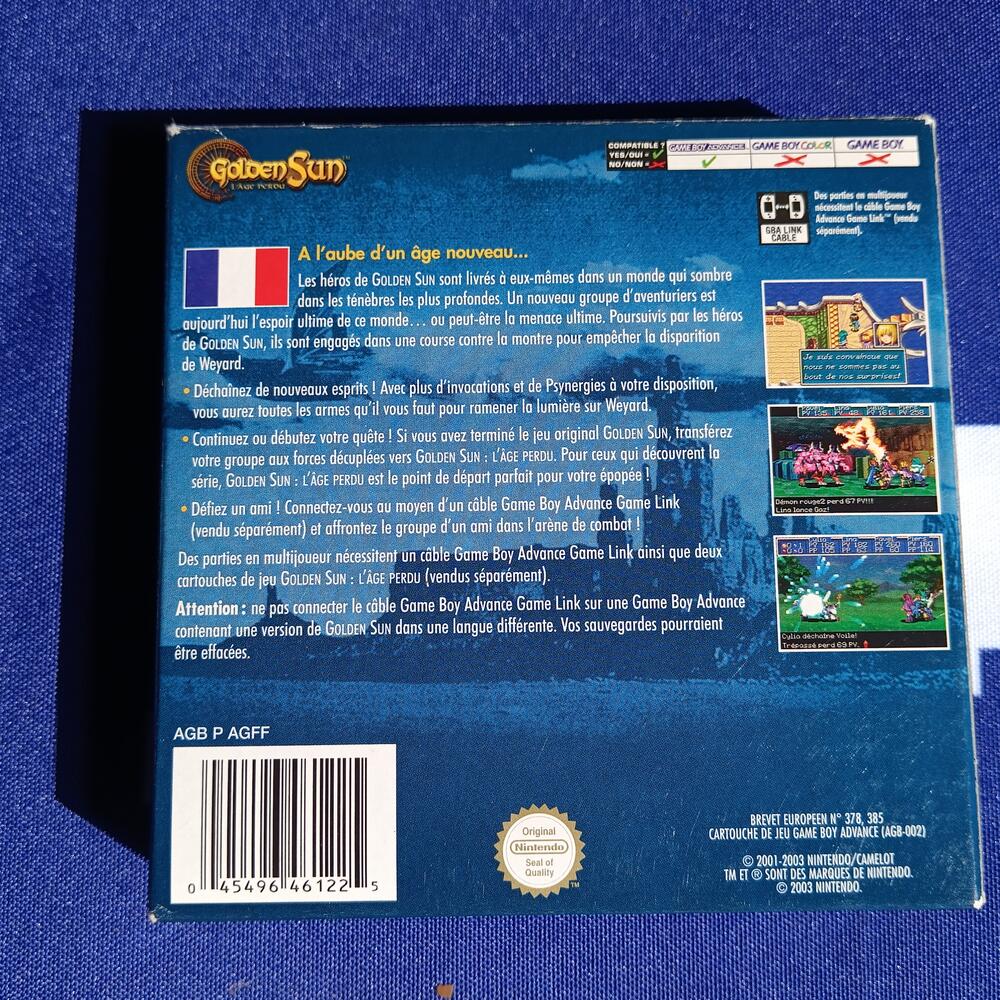 Golden Sun™
L'ÂGE PERDU
COMPATIBLE ?
YES/OUI =
NO/NON =
GAME BOY ADVANCE
GAME BOY COLOR
GAME BOY
GBA LINK
CABLE
Des parties en multijoueur
nécessitent le câble Game Boy
Advance Game Link™ (vendu
séparément).
A l'aube d'un âge nouveau...
Les héros de GOLDEN SUN sont livrés à eux-mêmes dans un monde qui sombre
dans les ténèbres les plus profondes. Un nouveau groupe d'aventuriers est
aujourd'hui l'espoir ultime de ce monde... ou peut-être la menace ultime. Poursuivis par les héros
de GOLDEN SUN, ils sont engagés dans une course contre la montre pour empêcher la disparition
de Weyard.
• Déchaînez de nouveaux esprits ! Avec plus d'invocations et de Psynergies à votre disposition,
vous aurez toutes les armes qu'il vous faut pour ramener la lumière sur Weyard.
• Continuez ou débutez votre quête ! Si vous avez terminé le jeu original GOLDEN SUN, transférez
votre groupe aux forces décuplées vers GOLDEN SUN : L'ÂGE PERDU. Pour ceux qui découvrent la
série, GOLDEN SUN : L'ÂGE PERDU est le point de départ parfait pour votre épopée !
• Défiez un ami ! Connectez-vous au moyen d'un câble Game Boy Advance Game Link
(vendu séparément) et affrontez le groupe d'un ami dans l'arène de combat !
Des parties en multijoueur nécessitent un câble Game Boy Advance Game Link ainsi que deux
cartouches de jeu GOLDEN SUN : L'ÂGE PERDU (vendus séparément).
Attention : ne pas connecter le câble Game Boy Advance Game Link sur une Game Boy Advance
contenant une version de GOLDEN SUN dans une langue différente. Vos sauvegardes pourraient
être effacées.
Je suis convaincue que
nous ne sommes pas au
bout de nos surprises!
Démon rouge2 perd 67 PV!!!
Lina lance Gaz!
Cylia déchaîne Voile!
Trépassé perd 69 PV.
AGB P AGFF
0 45496 46122 5
Original
Nintendo
Seal of
Quality
TM
BREVET EUROPEEN N° 378, 385
CARTOUCHE DE JEU GAME BOY ADVANCE (AGB-002)
© 2001-2003 NINTENDO/CAMELOT
TM ET ® SONT DES MARQUES DE NINTENDO.
© 2003 NINTENDO.